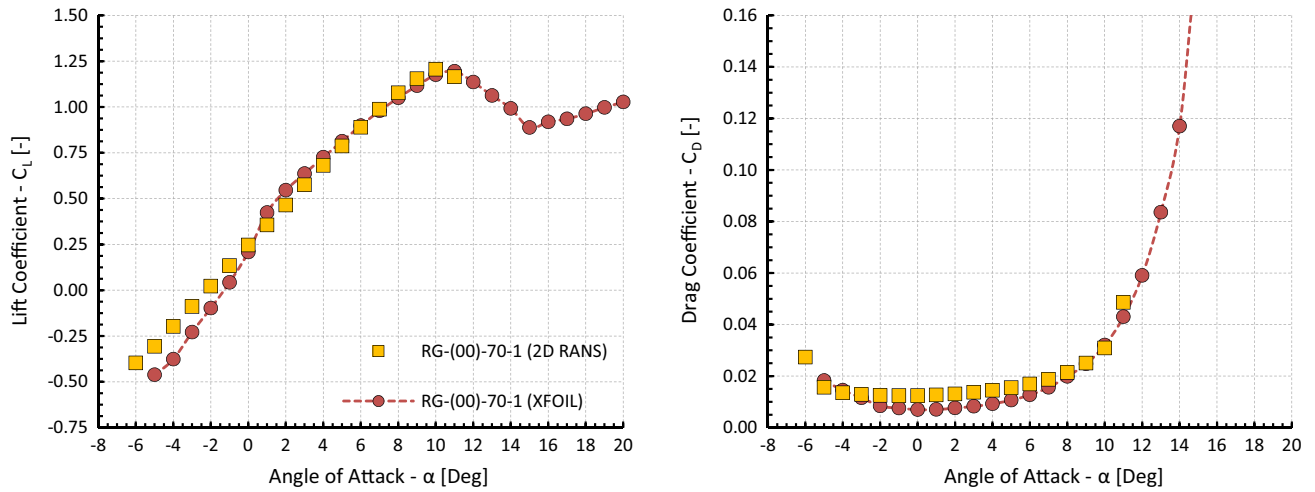 1.50
1.25
1.00
0.75
0.50
0.25
0.00
-0.25
-0.50
-0.75
Lift Coefficient - C_L [-]
RG-(00)-70-1 (2D RANS)
RG-(00)-70-1 (XFOIL)
-8 -6 -4 -2 0 2 4 6 8 10 12 14 16 18 20
Angle of Attack - α [Deg]
0.16
0.14
0.12
0.10
0.08
0.06
0.04
0.02
0.00
Drag Coefficient - C_D [-]
-8 -6 -4 -2 0 2 4 6 8 10 12 14 16 18 20
Angle of Attack - α [Deg]